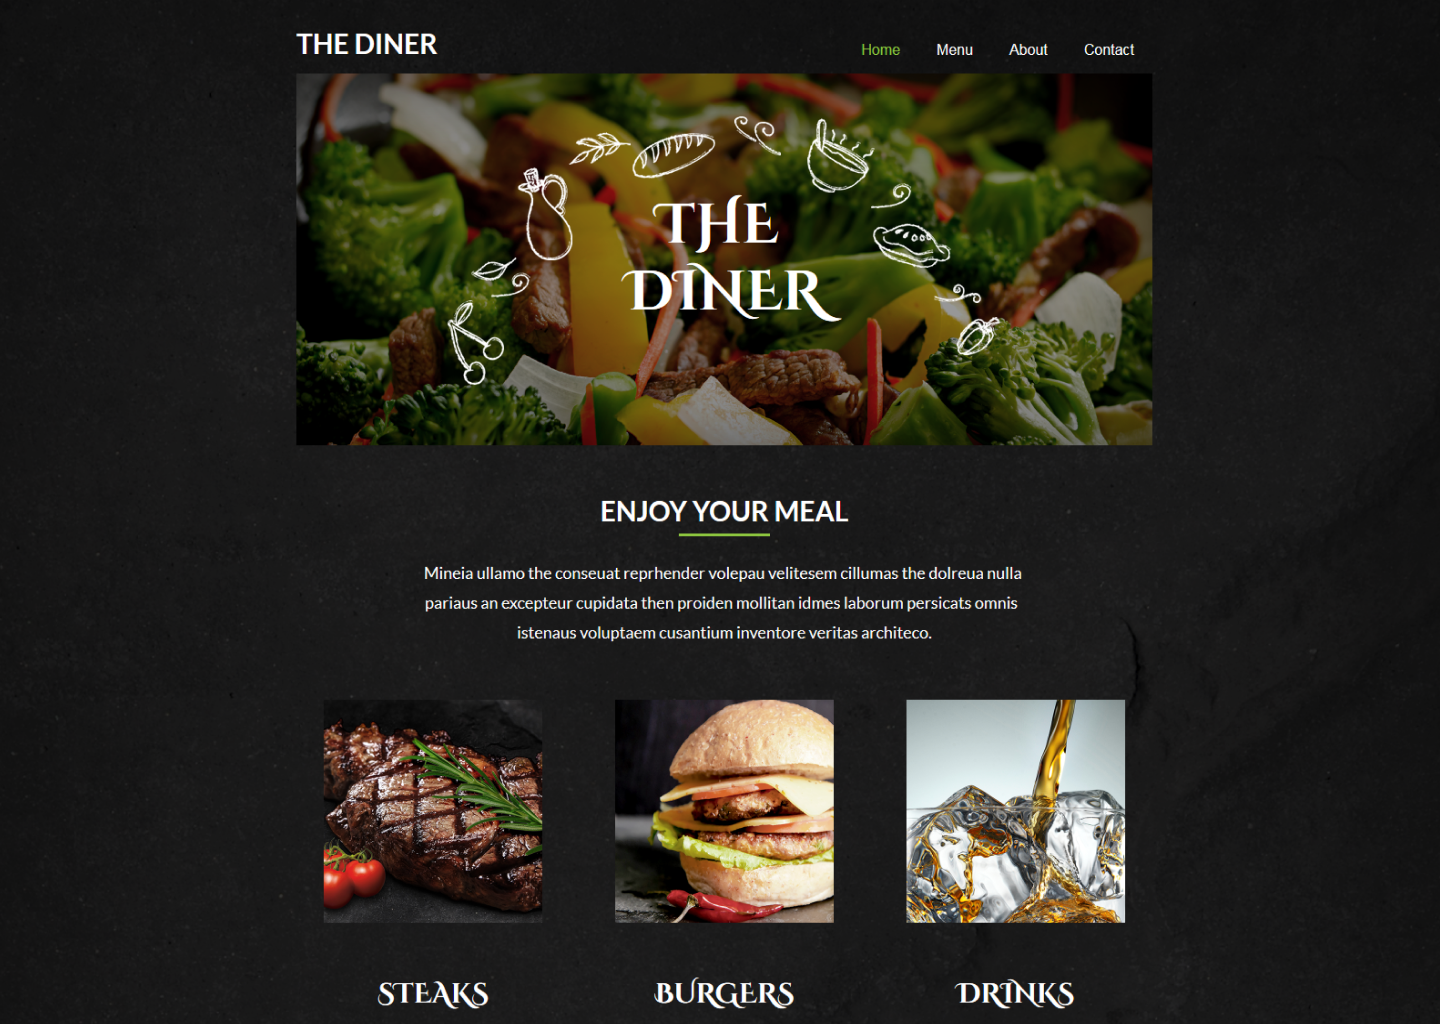 THE DINER
Home Menu About Contact
THE
DINER
ENJOY YOUR MEAL
Mineia ullamo the conseuat reprhender volepau velitesem cillumas the dolreua nulla
pariaus an excepteur cupidata then proiden mollitan idmes laborum persicats omnis
istenaus voluptaem cusantium inventore veritas architeco.
STEAKS
BURGERS
DRINKS